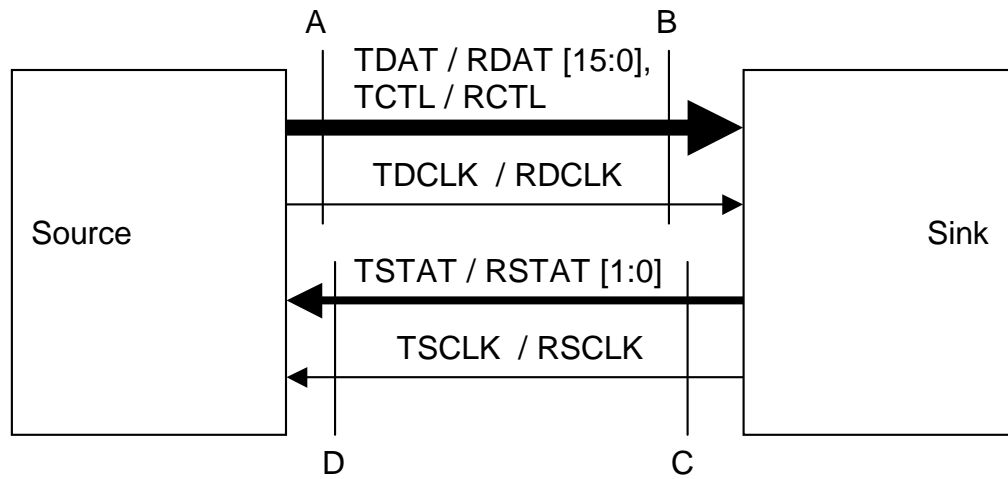 A
B
TDAT / RDAT [15:0],
TCTL / RCTL
TDCLK / RDCLK
Source
Sink
TSTAT / RSTAT [1:0]
TSCLK / RSCLK
D
C